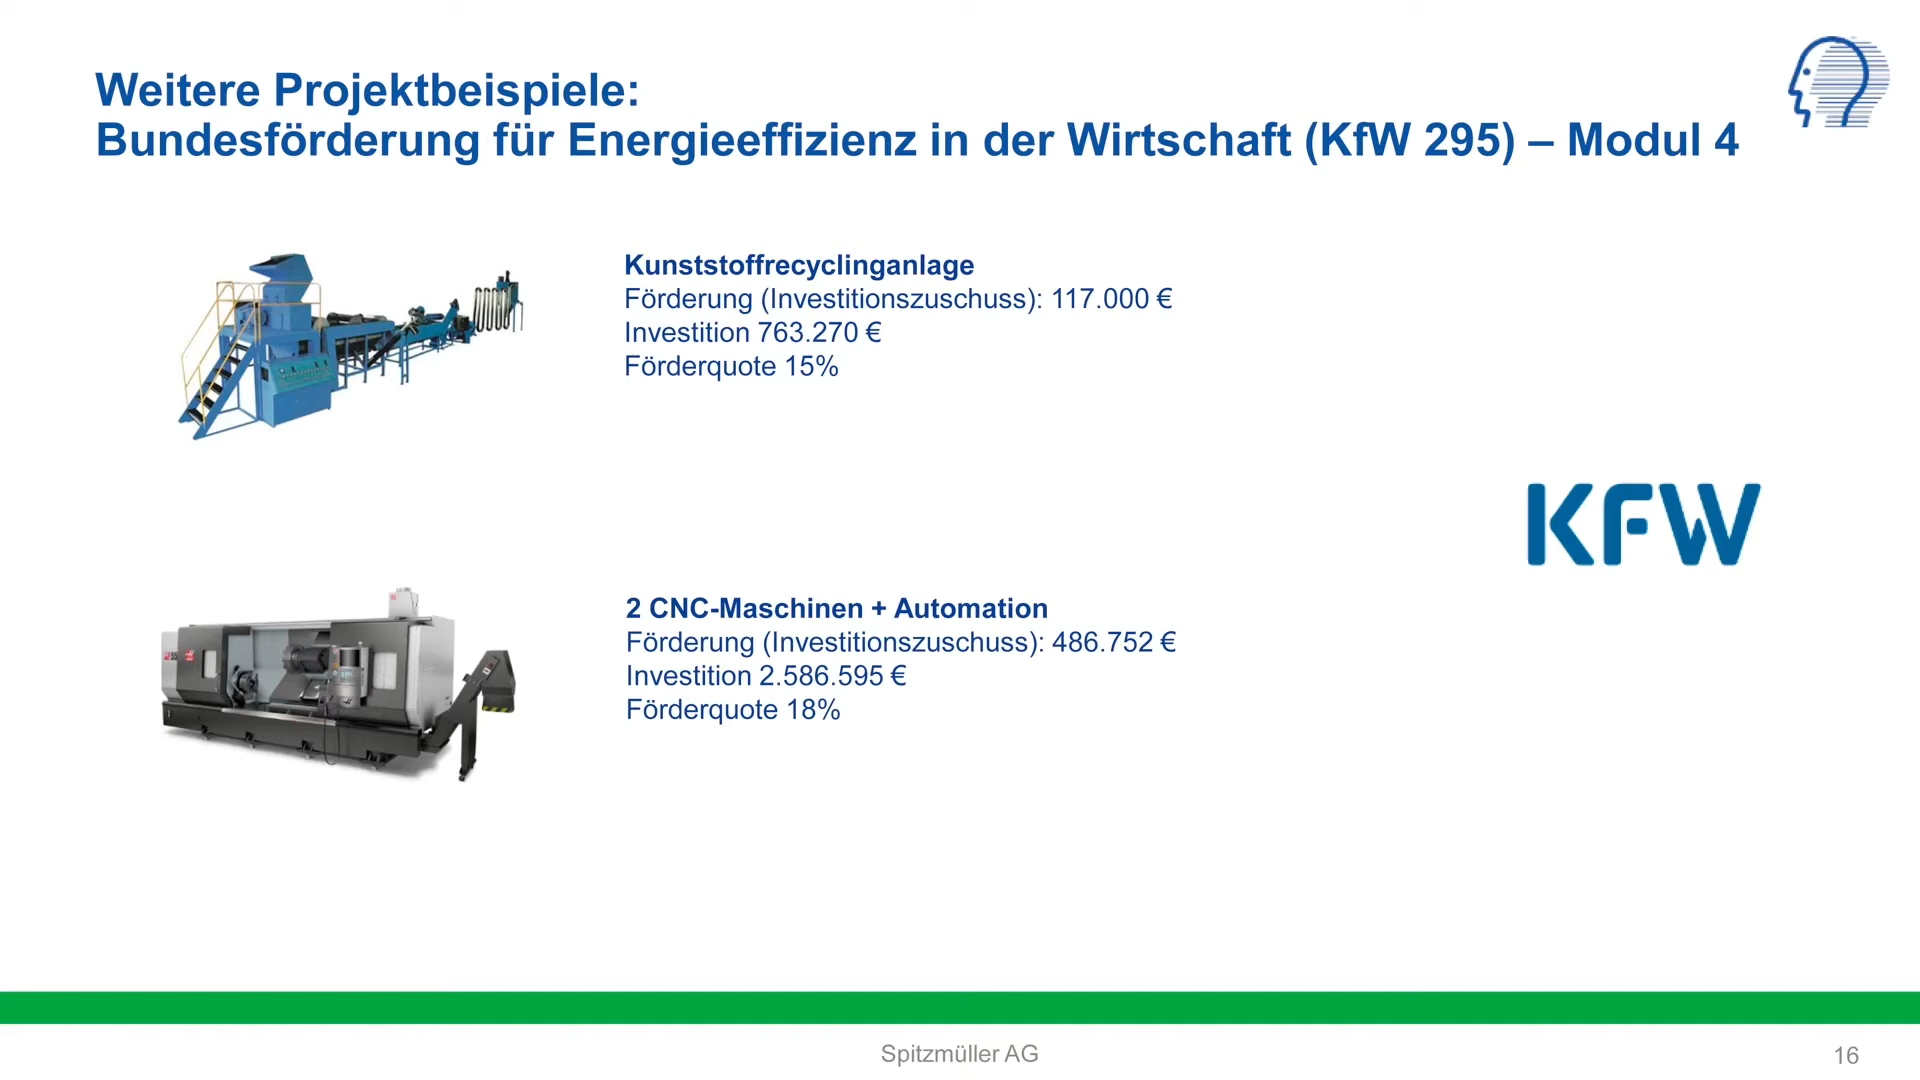 Weitere Projektbeispiele:
Bundesförderung für Energieeffizienz in der Wirtschaft (KfW 295) – Modul 4
Kunststoffrecyclinganlage
Förderung (Investitionszuschuss): 117.000 €
Investition 763.270 €
Förderquote 15%
KFW
2 CNC-Maschinen + Automation
Förderung (Investitionszuschuss): 486.752 €
Investition 2.586.595 €
Förderquote 18%
Spitzmüller AG
16